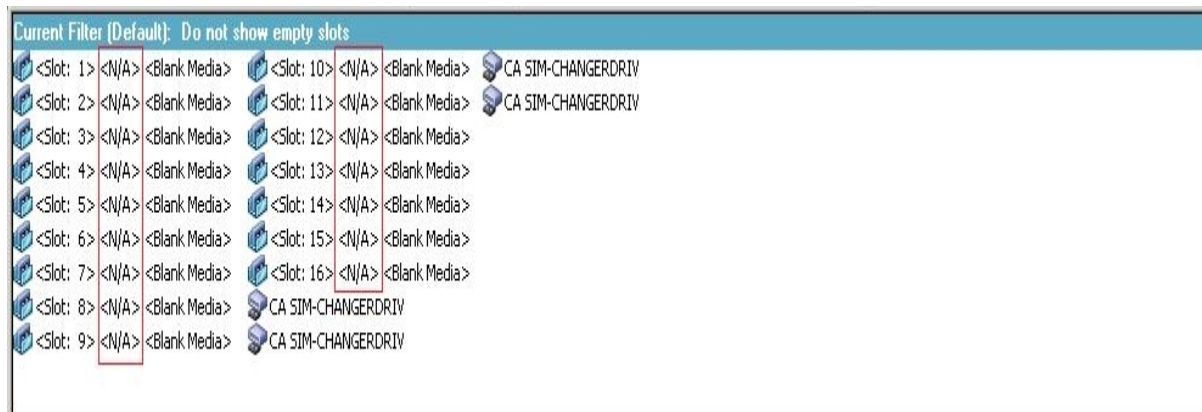 Current Filter (Default): Do not show empty slots
<Slot: 1> <N/A> <Blank Media> <Slot: 10> <N/A> <Blank Media> CA SIM-CHANGERDRIV
<Slot: 2> <N/A> <Blank Media> <Slot: 11> <N/A> <Blank Media> CA SIM-CHANGERDRIV
<Slot: 3> <N/A> <Blank Media> <Slot: 12> <N/A> <Blank Media>
<Slot: 4> <N/A> <Blank Media> <Slot: 13> <N/A> <Blank Media>
<Slot: 5> <N/A> <Blank Media> <Slot: 14> <N/A> <Blank Media>
<Slot: 6> <N/A> <Blank Media> <Slot: 15> <N/A> <Blank Media>
<Slot: 7> <N/A> <Blank Media> <Slot: 16> <N/A> <Blank Media>
<Slot: 8> <N/A> <Blank Media> CA SIM-CHANGERDRIV
<Slot: 9> <N/A> <Blank Media> CA SIM-CHANGERDRIV